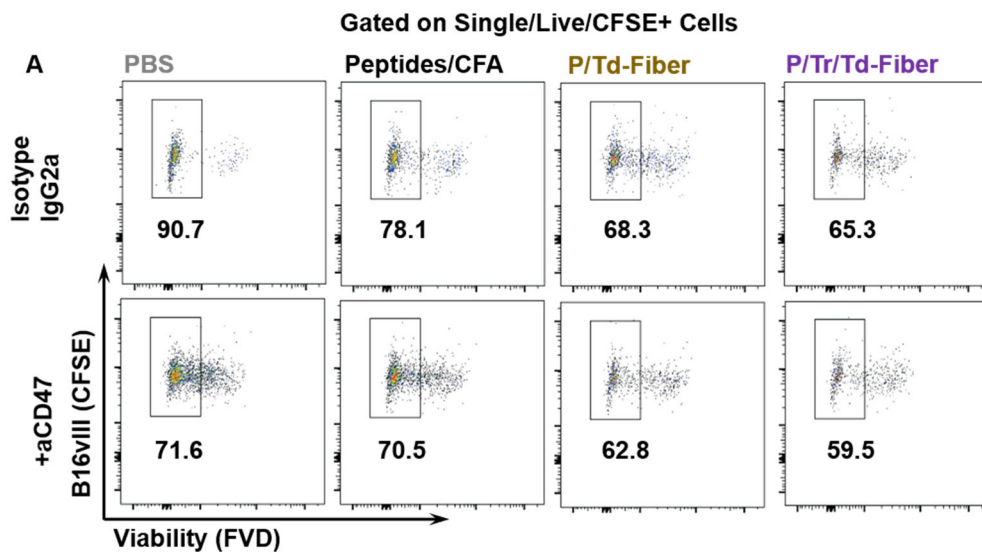 Gated on Single/Live/CFSE+ Cells
A
PBS
Peptides/CFA
P/Td-Fiber
P/Tr/Td-Fiber
Isotype
IgG2a
90.7
78.1
68.3
65.3
+aCD47
B16vIII (CFSE)
71.6
70.5
62.8
59.5
Viability (FVD)